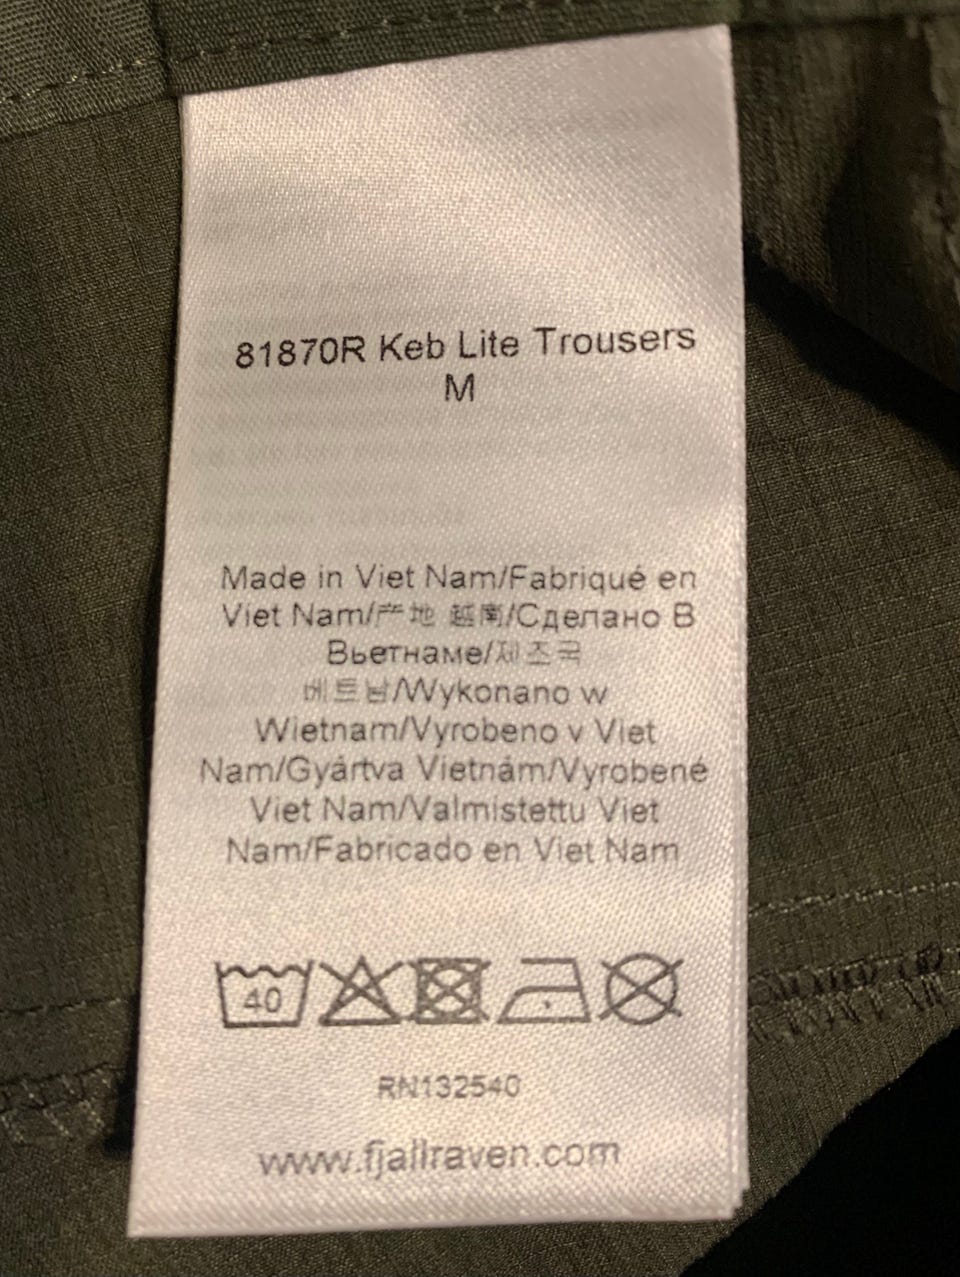 81870R Keb Lite Trousers
M
Made in Viet Nam/Fabriqué en
Viet Nam/产地 越南/Сделано В
Вьетнаме/제조국
베트남/Wykonano w
Wietnam/Vyrobeno v Viet
Nam/Gyártva Vietnám/Vyrobené
Viet Nam/Valmistettu Viet
Nam/Fabricado en Viet Nam
40
RN132540
www.fjallraven.com